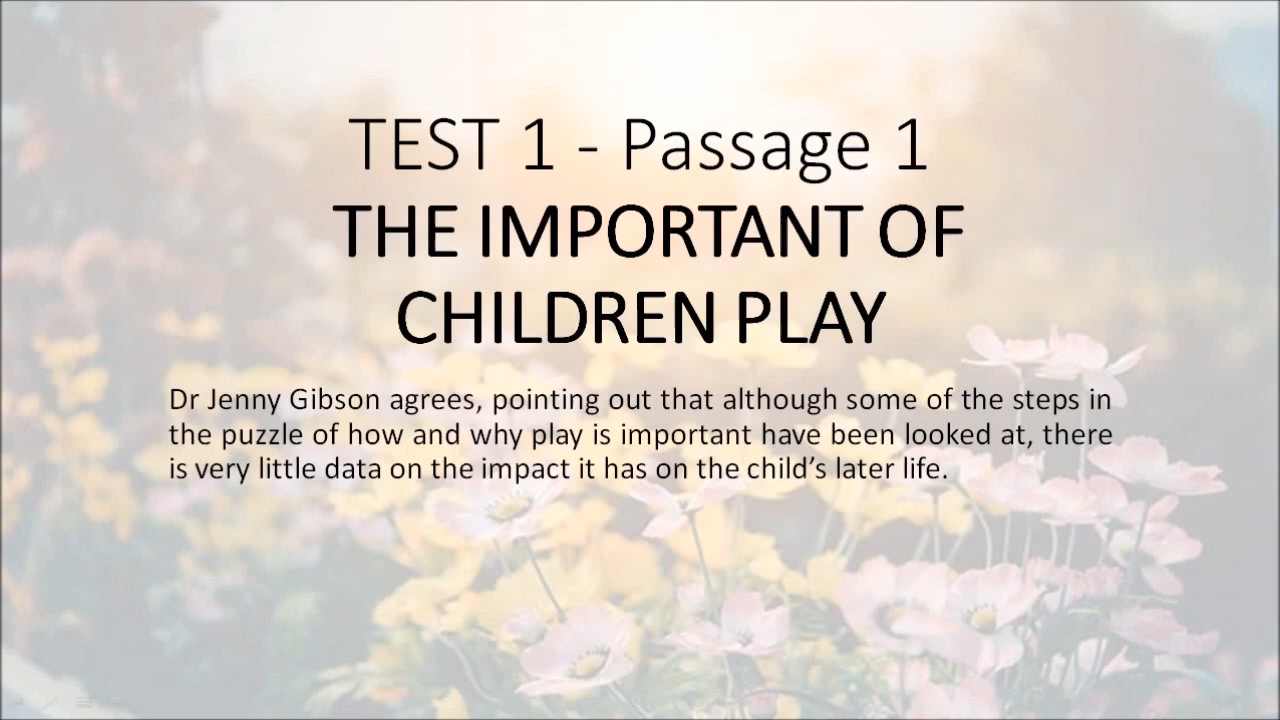 TEST 1 - Passage 1
THE IMPORTANT OF
CHILDREN PLAY
Dr Jenny Gibson agrees, pointing out that although some of the steps in
the puzzle of how and why play is important have been looked at, there
is very little data on the impact it has on the child’s later life.